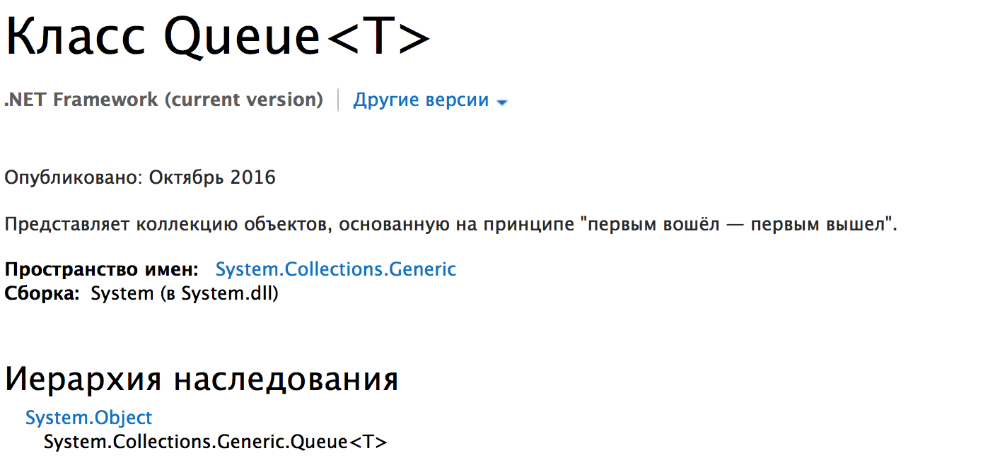 Класс Queue<T>
.NET Framework (current version) Другие версии
Опубликовано: Октябрь 2016
Представляет коллекцию объектов, основанную на принципе "первым вошёл — первым вышел".
Пространство имен: System.Collections.Generic
Сборка: System (в System.dll)
Иерархия наследования
System.Object
System.Collections.Generic.Queue<T>